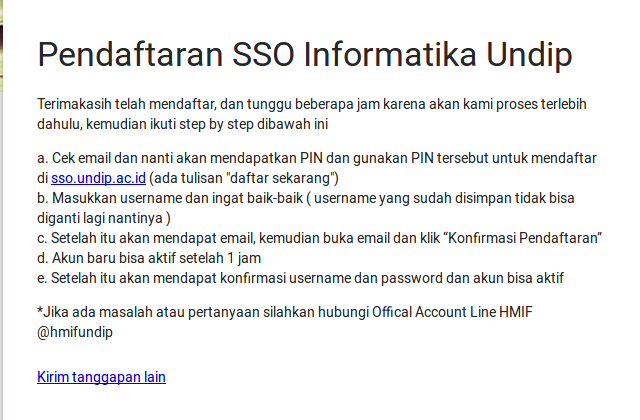 Pendaftaran SSO Informatika Undip
Terimakasih telah mendaftar, dan tunggu beberapa jam karena akan kami proses terlebih
dahulu, kemudian ikuti step by step dibawah ini
a. Cek email dan nanti akan mendapatkan PIN dan gunakan PIN tersebut untuk mendaftar
di sso.undip.ac.id (ada tulisan "daftar sekarang")
b. Masukkan username dan ingat baik-baik ( username yang sudah disimpan tidak bisa
diganti lagi nantinya )
c. Setelah itu akan mendapat email, kemudian buka email dan klik “Konfirmasi Pendaftaran”
d. Akun baru bisa aktif setelah 1 jam
e. Setelah itu akan mendapat konfirmasi username dan password dan akun bisa aktif
*Jika ada masalah atau pertanyaan silahkan hubungi Offical Account Line HMIF
@hmifundip
Kirim tanggapan lain